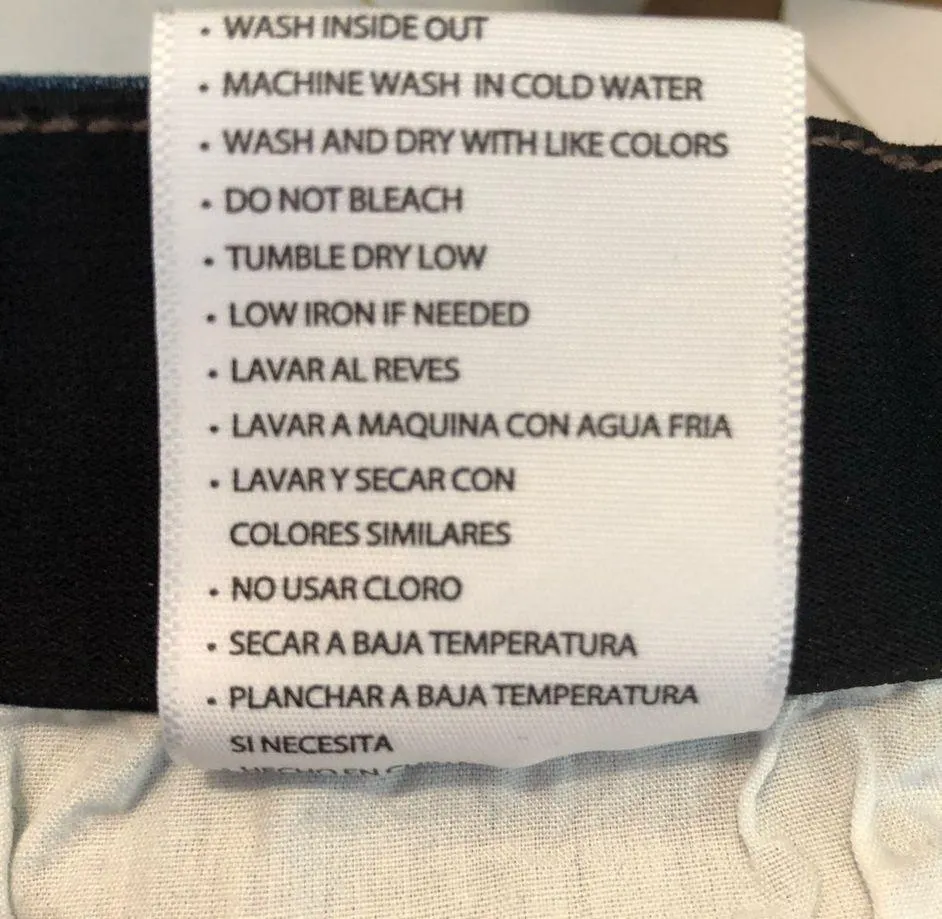 • WASH INSIDE OUT
• MACHINE WASH IN COLD WATER
• WASH AND DRY WITH LIKE COLORS
• DO NOT BLEACH
• TUMBLE DRY LOW
• LOW IRON IF NEEDED
• LAVAR AL REVES
• LAVAR A MAQUINA CON AGUA FRIA
• LAVAR Y SECAR CON
COLORES SIMILARES
• NO USAR CLORO
• SECAR A BAJA TEMPERATURA
• PLANCHAR A BAJA TEMPERATURA
SI NECESITA
• HECHO EN